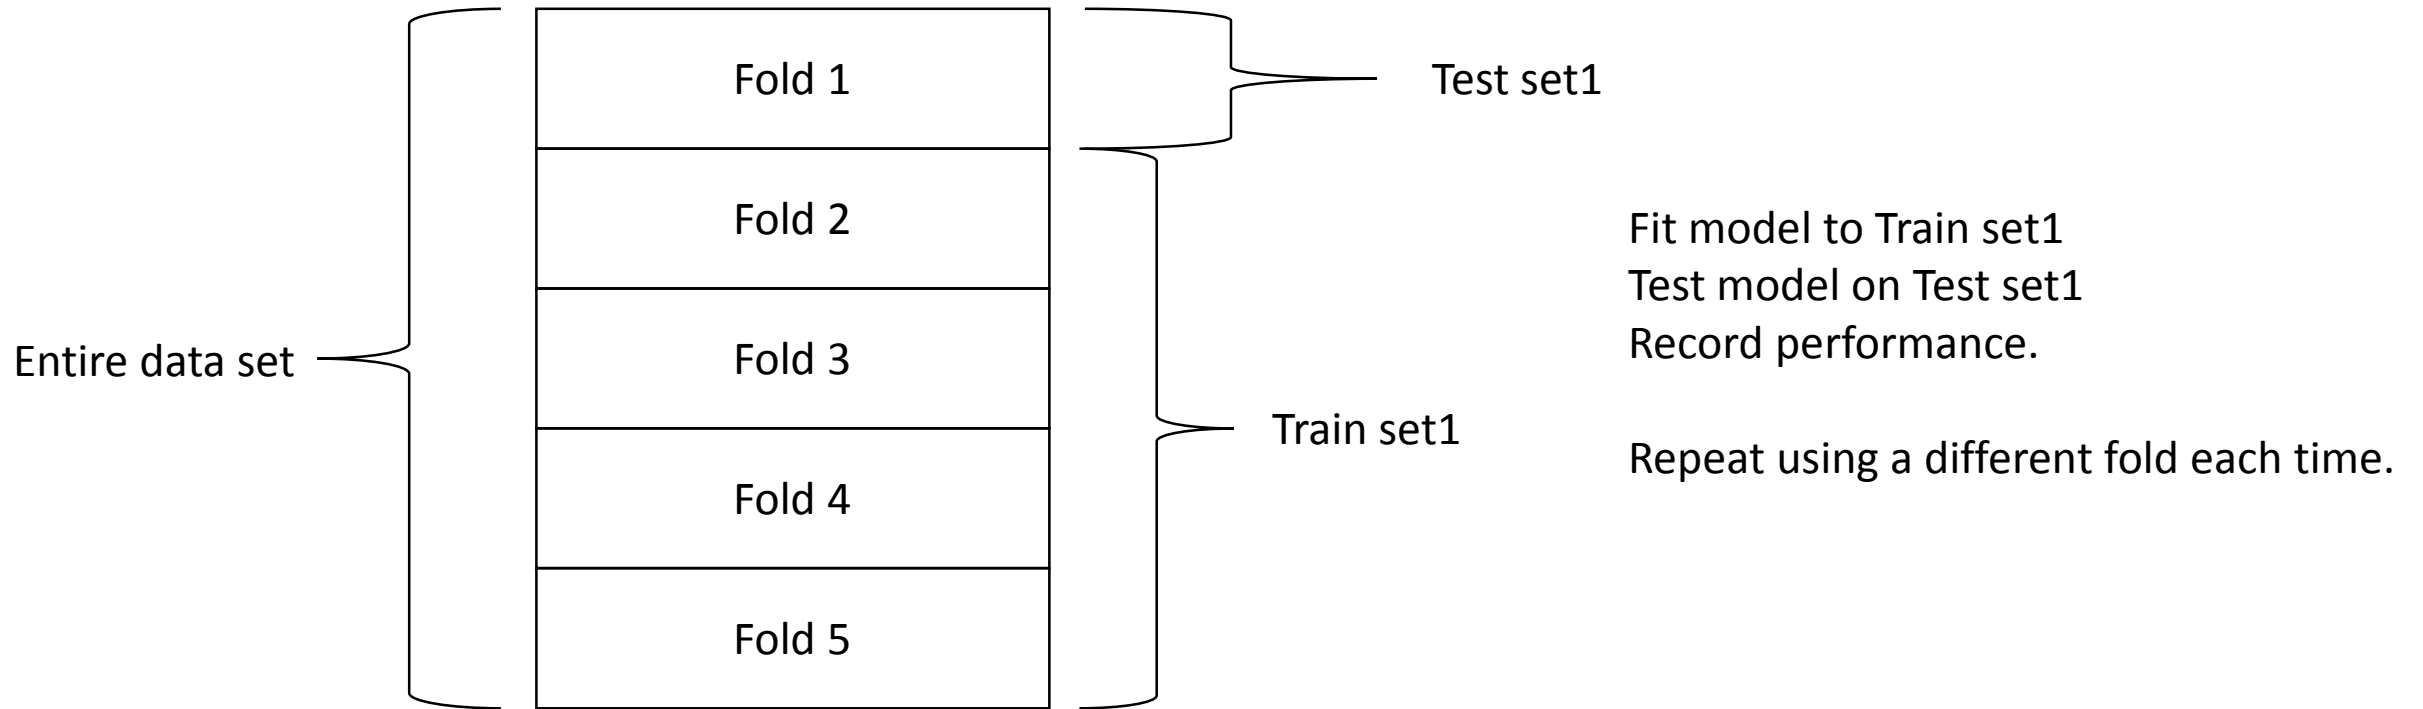 Entire data set
Fold 1
Fold 2
Fold 3
Fold 4
Fold 5
Test set1
Train set1
Fit model to Train set1
Test model on Test set1
Record performance.
Repeat using a different fold each time.